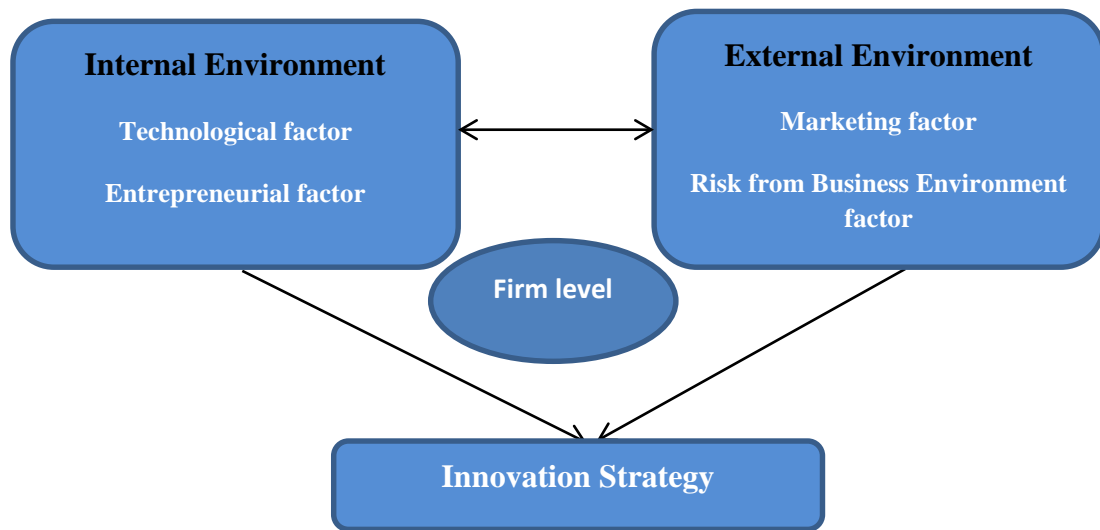 Internal Environment
Technological factor
Entrepreneurial factor
External Environment
Marketing factor
Risk from Business Environment
factor
Firm level
Innovation Strategy